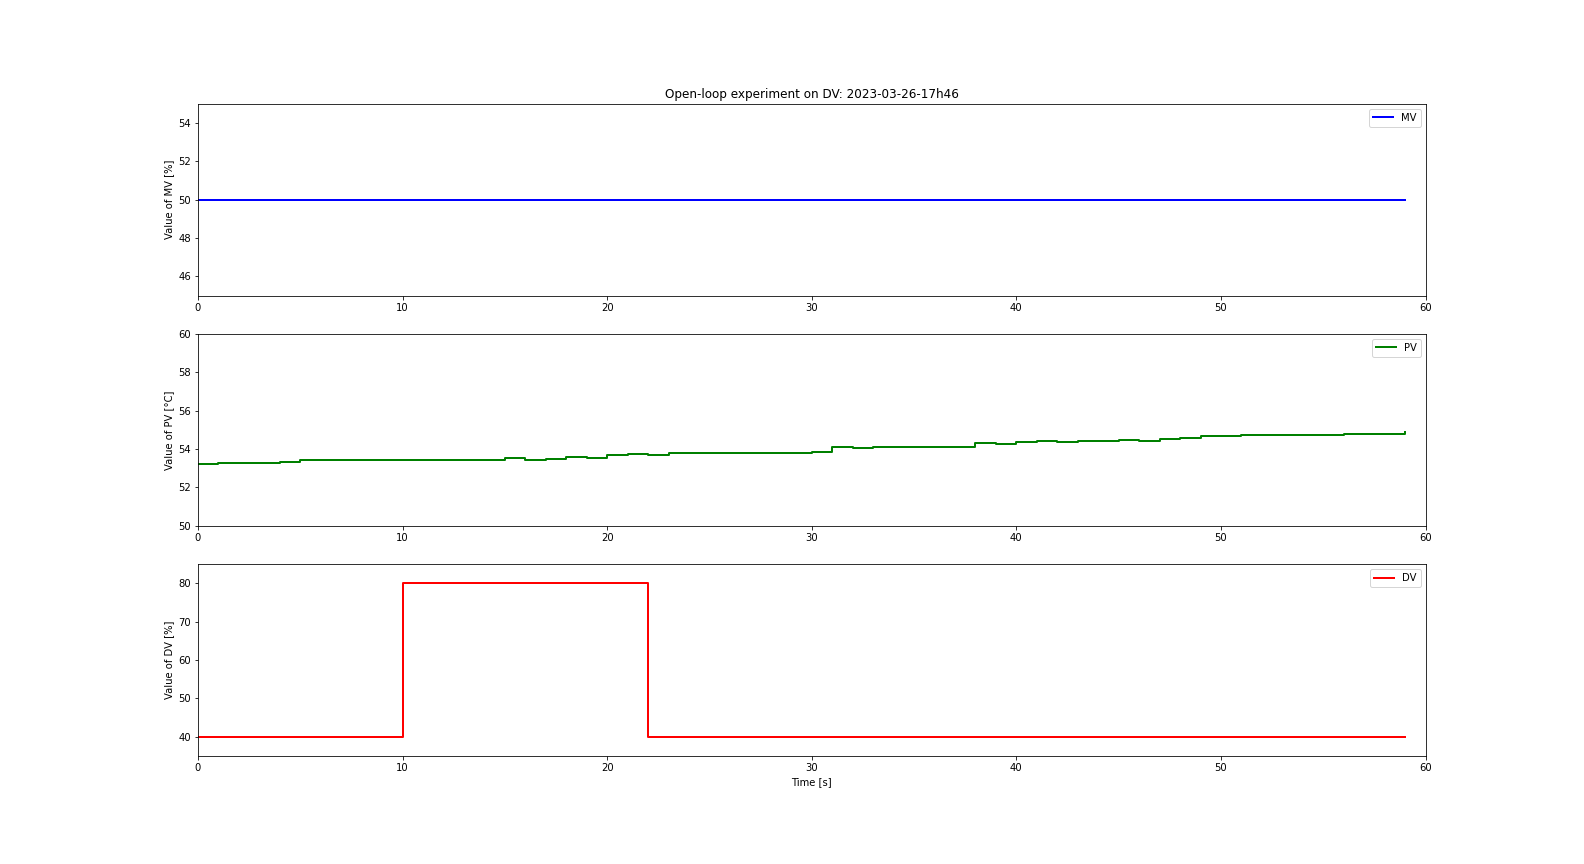 Open-loop experiment on DV: 2023-03-26-17h46
MV
54
52
50
48
46
Value of MV [%]
0 10 20 30 40 50 60
PV
60
58
56
54
52
50
Value of PV [°C]
0 10 20 30 40 50 60
DV
80
70
60
50
40
Value of DV [%]
0 10 20 30 40 50 60
Time [s]